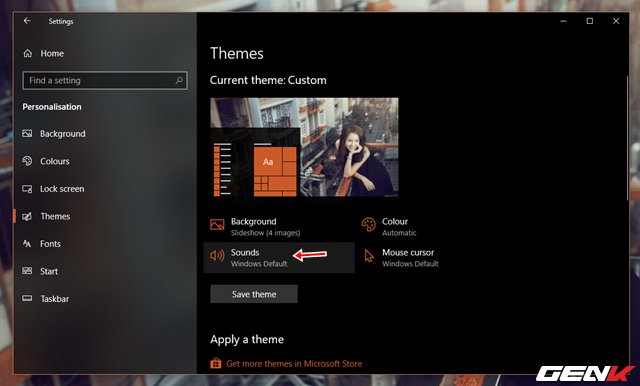 Settings
Home
Find a setting
Personalisation
Background
Colours
Lock screen
Themes
Fonts
Start
Taskbar
Themes
Current theme: Custom
Aa
Background
Slideshow (4 images)
Colour
Automatic
Sounds
Windows Default
Mouse cursor
Windows Default
Save theme
Apply a theme
Get more themes in Microsoft Store
GENK